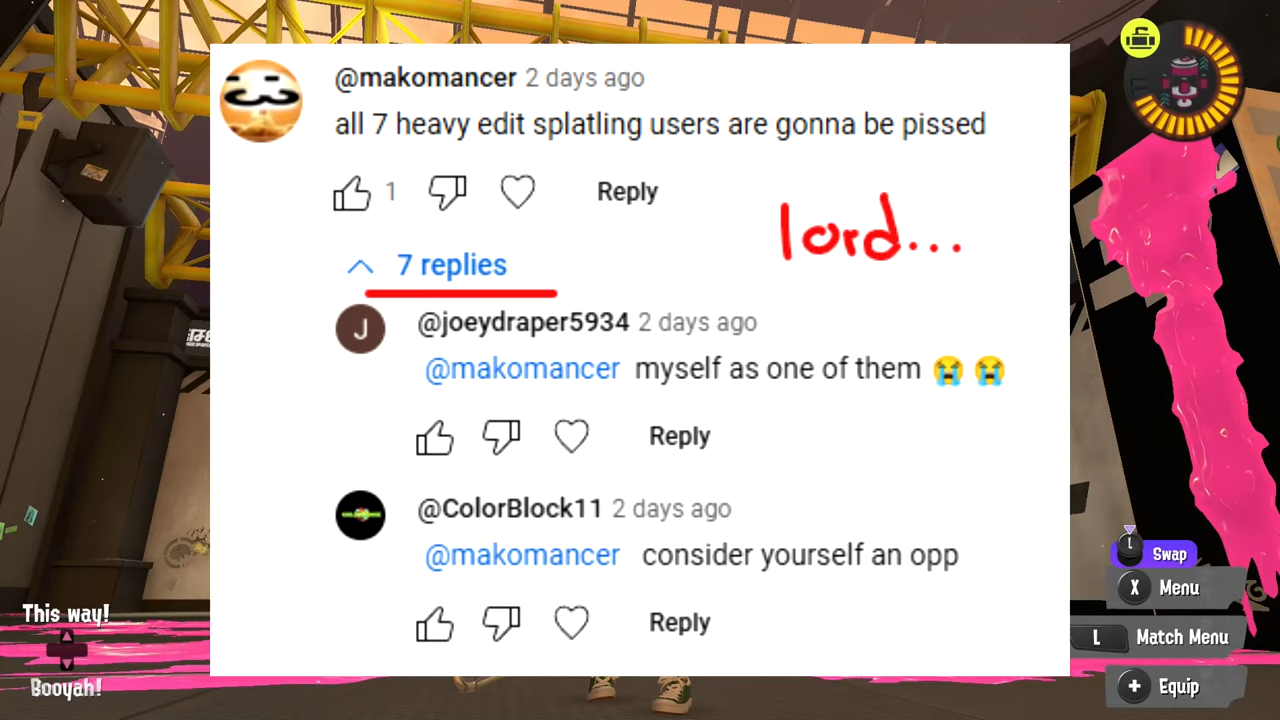 @makomancer 2 days ago
all 7 heavy edit splatling users are gonna be pissed
1 Reply
lord...
7 replies
J
@joeydraper5934 2 days ago
@makomancer myself as one of them 😭 😭
Reply
@ColorBlock11 2 days ago
@makomancer consider yourself an opp
Reply
This way!
Booyah!
L Swap
X Menu
L Match Menu
+ Equip